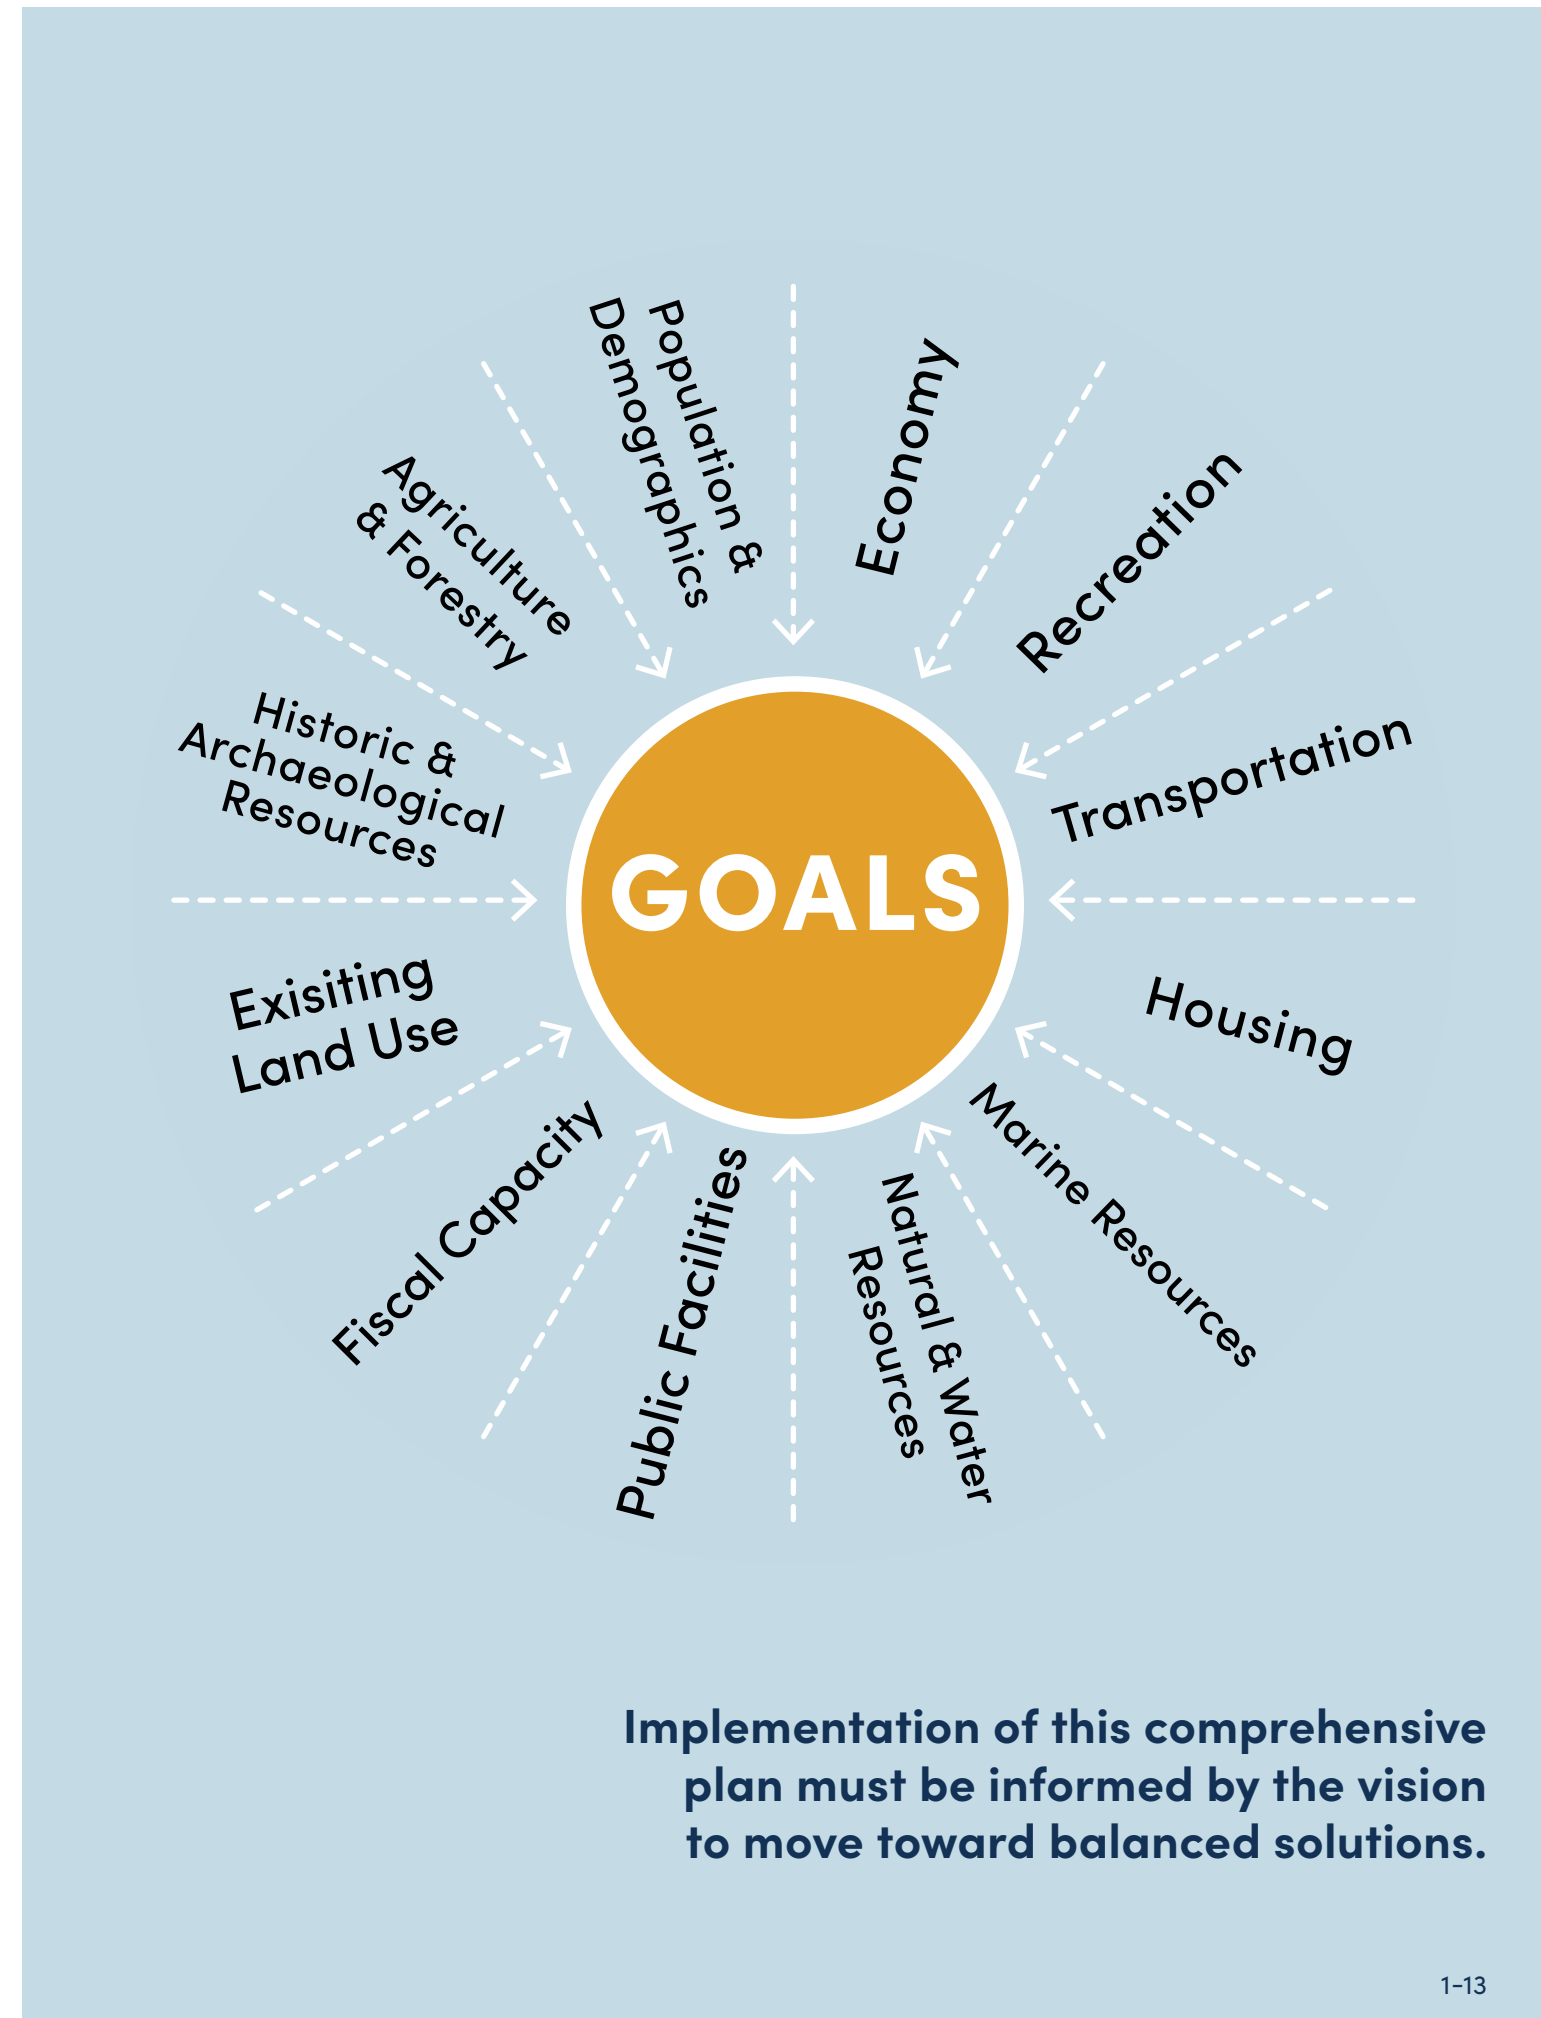 Population &
Demographics
Economy
Recreation
Transportation
Housing
Marine Resources
Natural & Water
Resources
Public Facilities
Fiscal Capacity
Exisiting
Land Use
Historic &
Archaeological
Resources
Agriculture
& Forestry
GOALS
Implementation of this comprehensive
plan must be informed by the vision
to move toward balanced solutions.
1-13